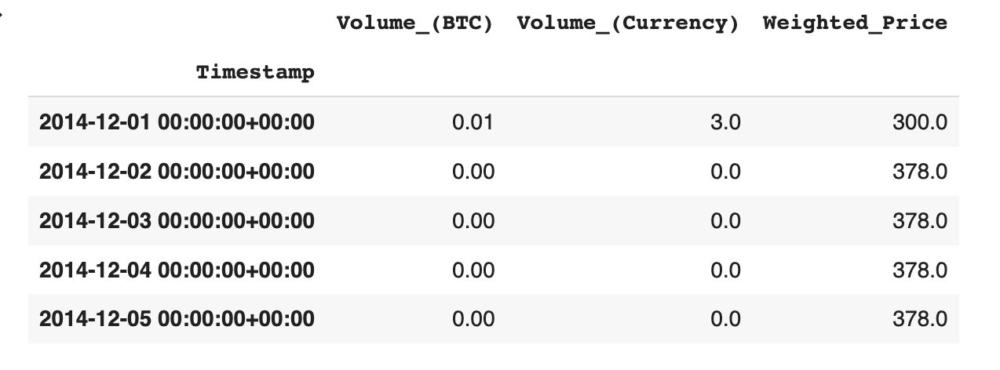 Volume_(BTC) Volume_(Currency) Weighted_Price
Timestamp
2014-12-01 00:00:00+00:00 0.01 3.0 300.0
2014-12-02 00:00:00+00:00 0.00 0.0 378.0
2014-12-03 00:00:00+00:00 0.00 0.0 378.0
2014-12-04 00:00:00+00:00 0.00 0.0 378.0
2014-12-05 00:00:00+00:00 0.00 0.0 378.0